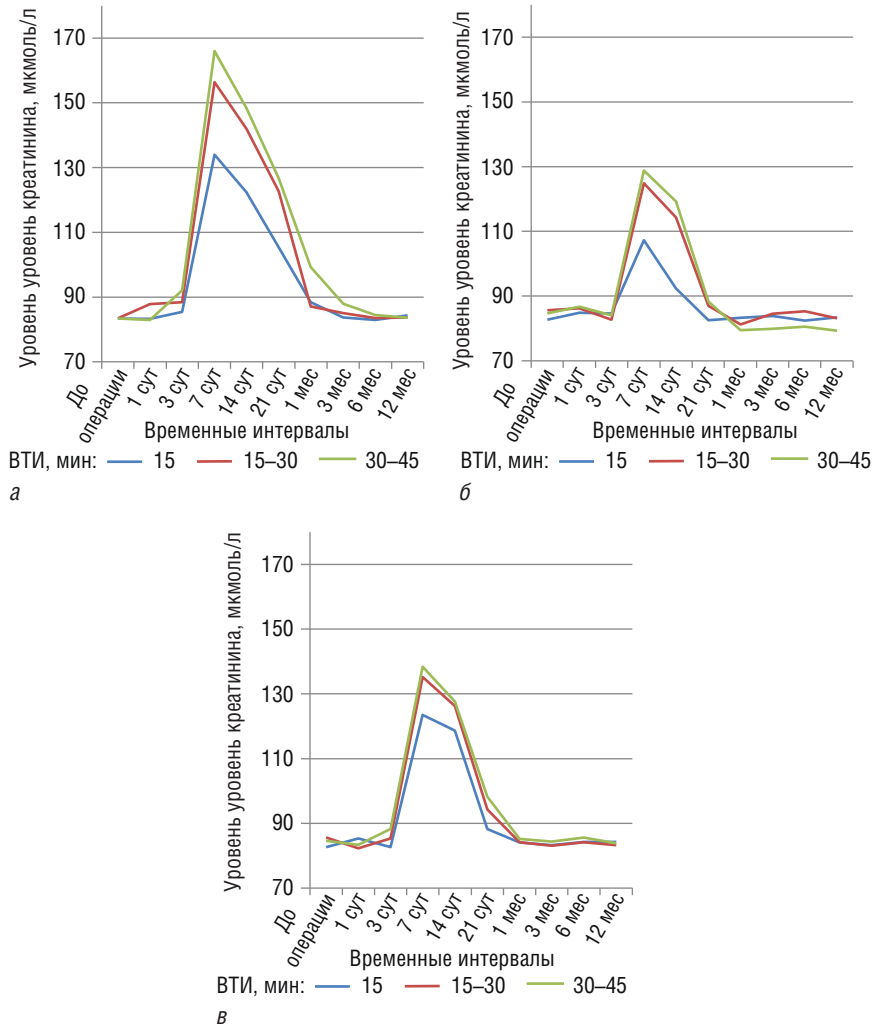 Уровень уровень креатинина, мкмоль/л
170
150
130
110
90
70
До операции
1 сут
3 сут
7 сут
14 сут
21 сут
1 мес
3 мес
6 мес
12 мес
Временные интервалы
ВТИ, мин: 15 15–30 30–45
а
Уровень уровень креатинина, мкмоль/л
170
150
130
110
90
70
До операции
1 сут
3 сут
7 сут
14 сут
21 сут
1 мес
3 мес
6 мес
12 мес
Временные интервалы
ВТИ, мин: 15 15–30 30–45
б
Уровень уровень креатинина, мкмоль/л
170
150
130
110
90
70
До операции
1 сут
3 сут
7 сут
14 сут
21 сут
1 мес
3 мес
6 мес
12 мес
Временные интервалы
ВТИ, мин: 15 15–30 30–45
в